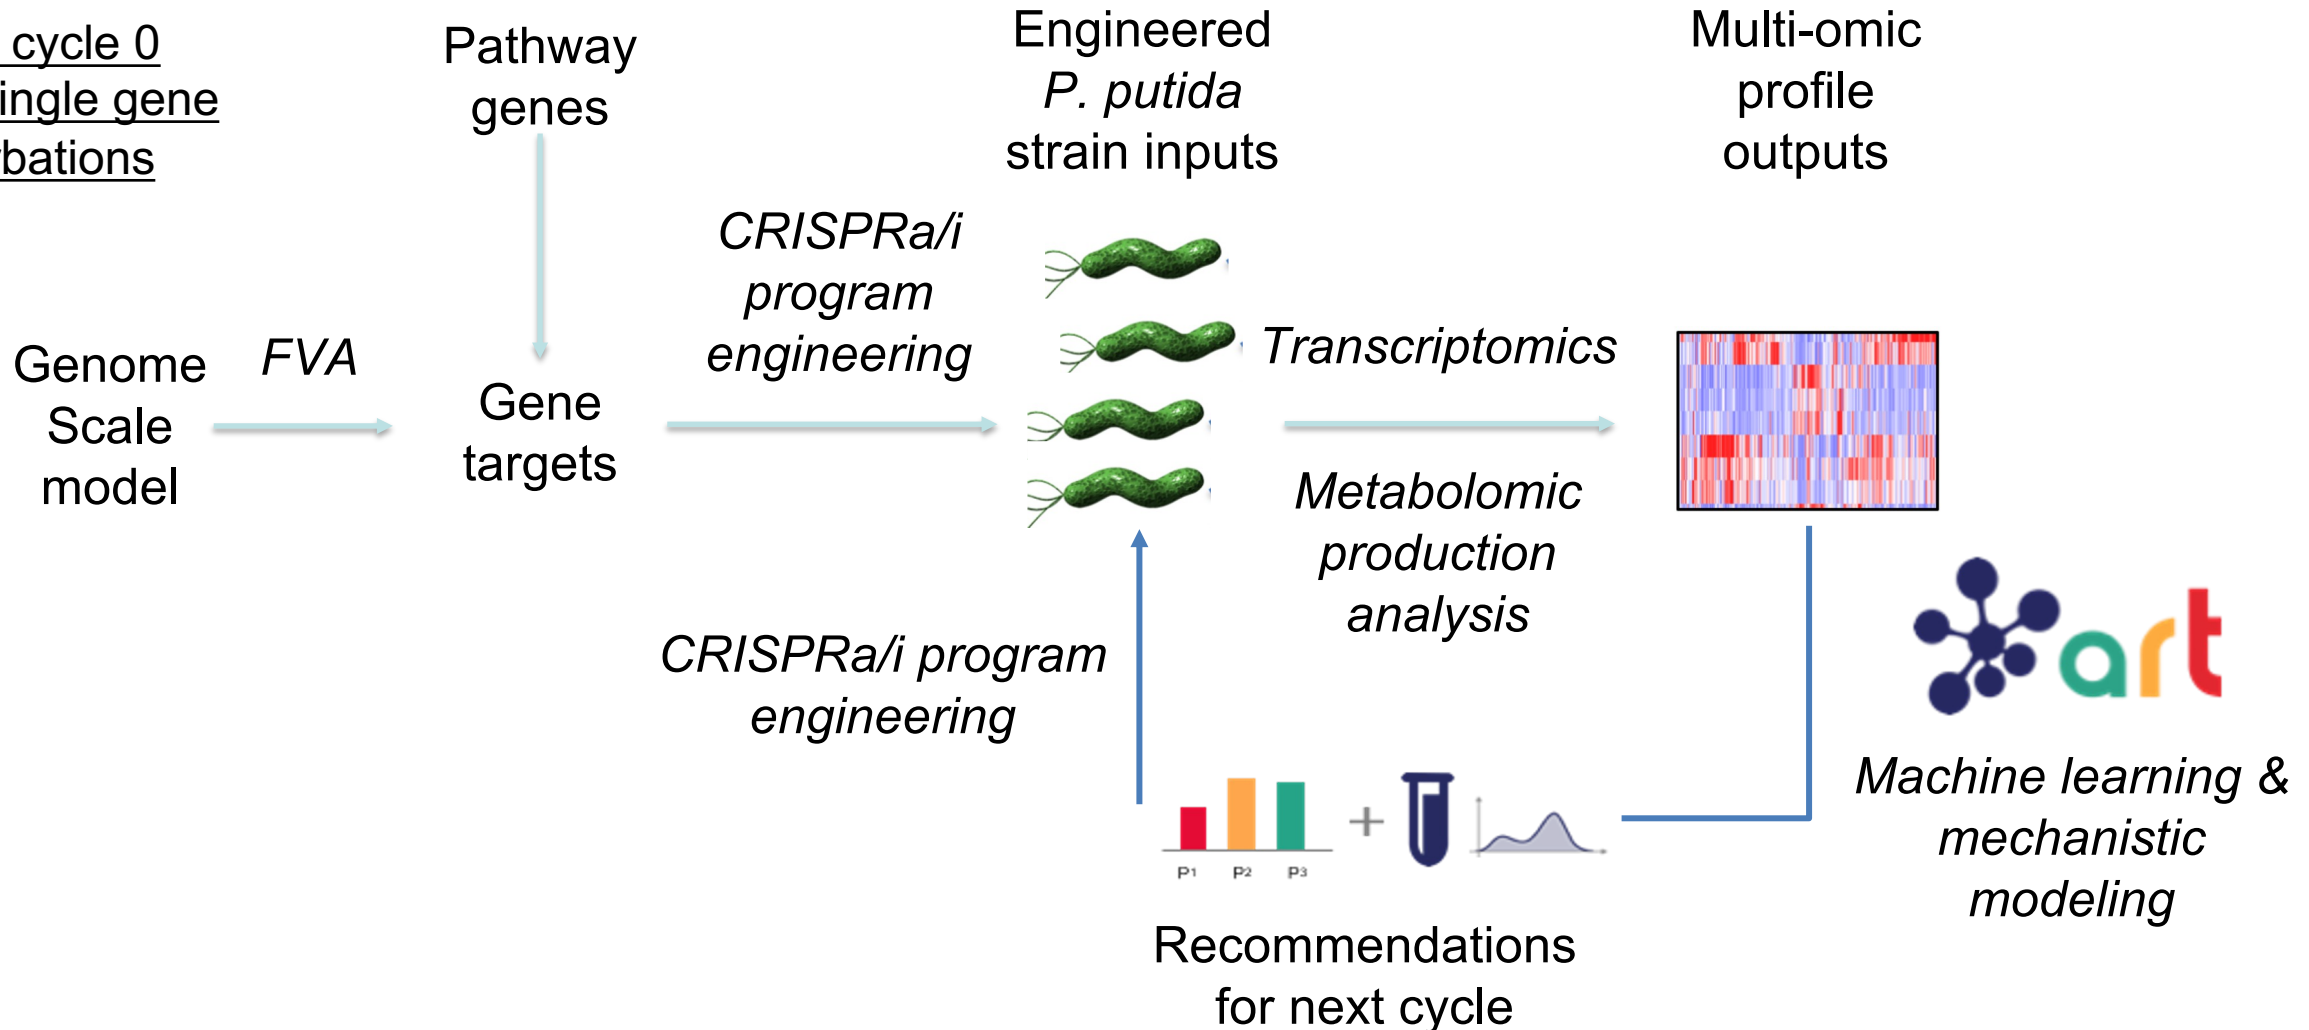 cycle 0
ingle gene
bations
Pathway
genes
Engineered
P. putida
strain inputs
Multi-omic
profile
outputs
CRISPRa/i
program
engineering
Genome
Scale
model
FVA
Gene
targets
Transcriptomics
Metabolomic
production
analysis
CRISPRa/i program
engineering
art
Machine learning &
mechanistic
modeling
+
P1 P2 P3
Recommendations
for next cycle